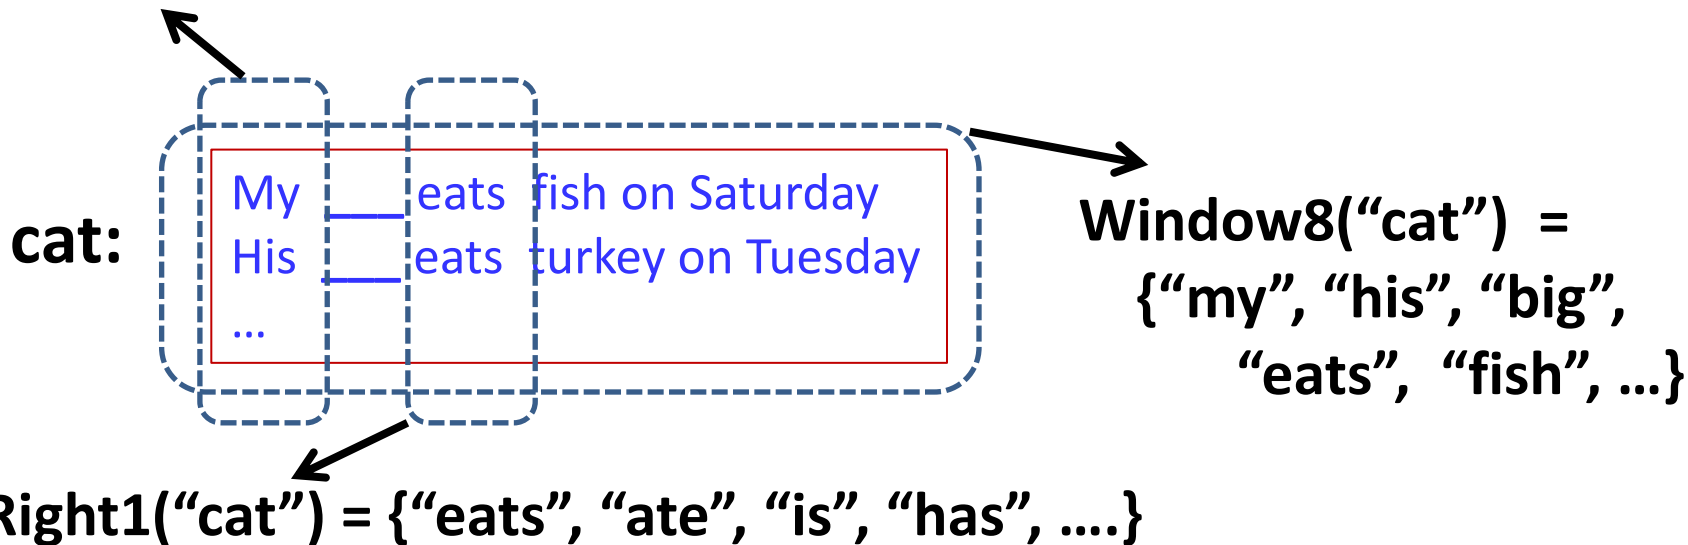 cat:
My ___ eats fish on Saturday
His ___ eats turkey on Tuesday
...
Window8(“cat”) =
{“my”, “his”, “big”,
“eats”, “fish”, …}
Right1(“cat”) = {“eats”, “ate”, “is”, “has”, ….}